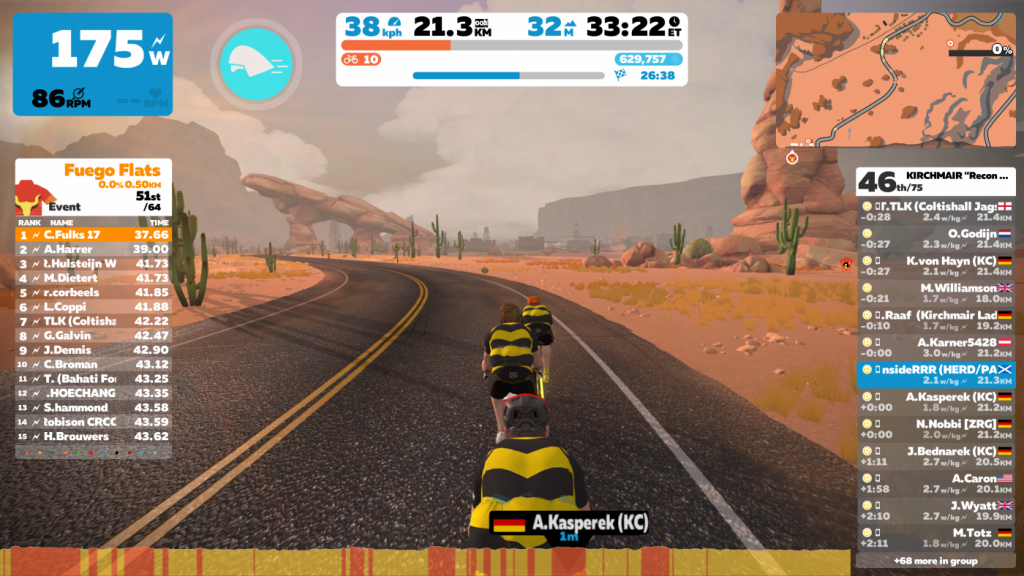 175 W
86 RPM
-- BPM
38 kph 21.3 KM 32 M 33:22 ET
10 629,757
26:38
0 %
Fuego Flats
0.0% 0.50KM
Event 51st /64
RANK NAME TIME
1 C.Fulks 17 37.66
2 A.Harrer 39.00
3 L.Hulsteijn W 41.73
4 M.Dietert 41.73
5 r.corbeels 41.85
6 L.Coppi 41.88
7 TLK (Coltisha 42.22
8 G.Galvin 42.47
9 J.Dennis 42.90
10 C.Broman 43.12
11 T. (Bahati Fo 43.25
12 .HOECHANG 43.35
13 S.hammond 43.58
14 tobison CRCC 43.59
15 H.Brouwers 43.62
46th/75 KIRCHMAIR "Recon ...
.TLK (Coltishall Jag
-0:28 2.4w/kg 21.4KM
O.Godijn
-0:27 2.3w/kg 21.4KM
K.von Hayn (KC)
-0:27 2.1w/kg 21.4KM
M.Williamson
-0:21 1.7w/kg 18.0KM
.Raaf (Kirchmair Lad
-0:10 1.7w/kg 19.2KM
A.Karner5428
-0:00 3.0w/kg 21.2KM
nsideRRR (HERD/PA
2.1w/kg 21.3KM
A.Kasperek (KC)
+0:00 1.8w/kg 21.2KM
N.Nobbi [ZRG]
+0:00 2.0w/kg 21.2KM
J.Bednarek (KC)
+1:11 2.7w/kg 20.5KM
A.Caron
+1:58 2.7w/kg 20.1KM
J.Wyatt
+2:10 2.7w/kg 19.9KM
M.Totz
+2:11 1.8w/kg 20.0KM
+68 more in group
A.Kasperek (KC)
1m